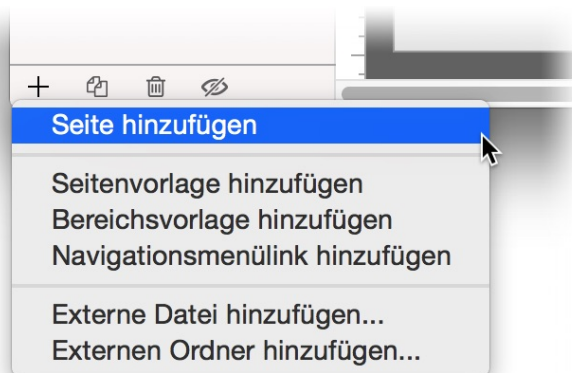 Seite hinzufügen
Seitenvorlage hinzufügen
Bereichsvorlage hinzufügen
Navigationsmenülink hinzufügen
Externe Datei hinzufügen...
Externen Ordner hinzufügen...